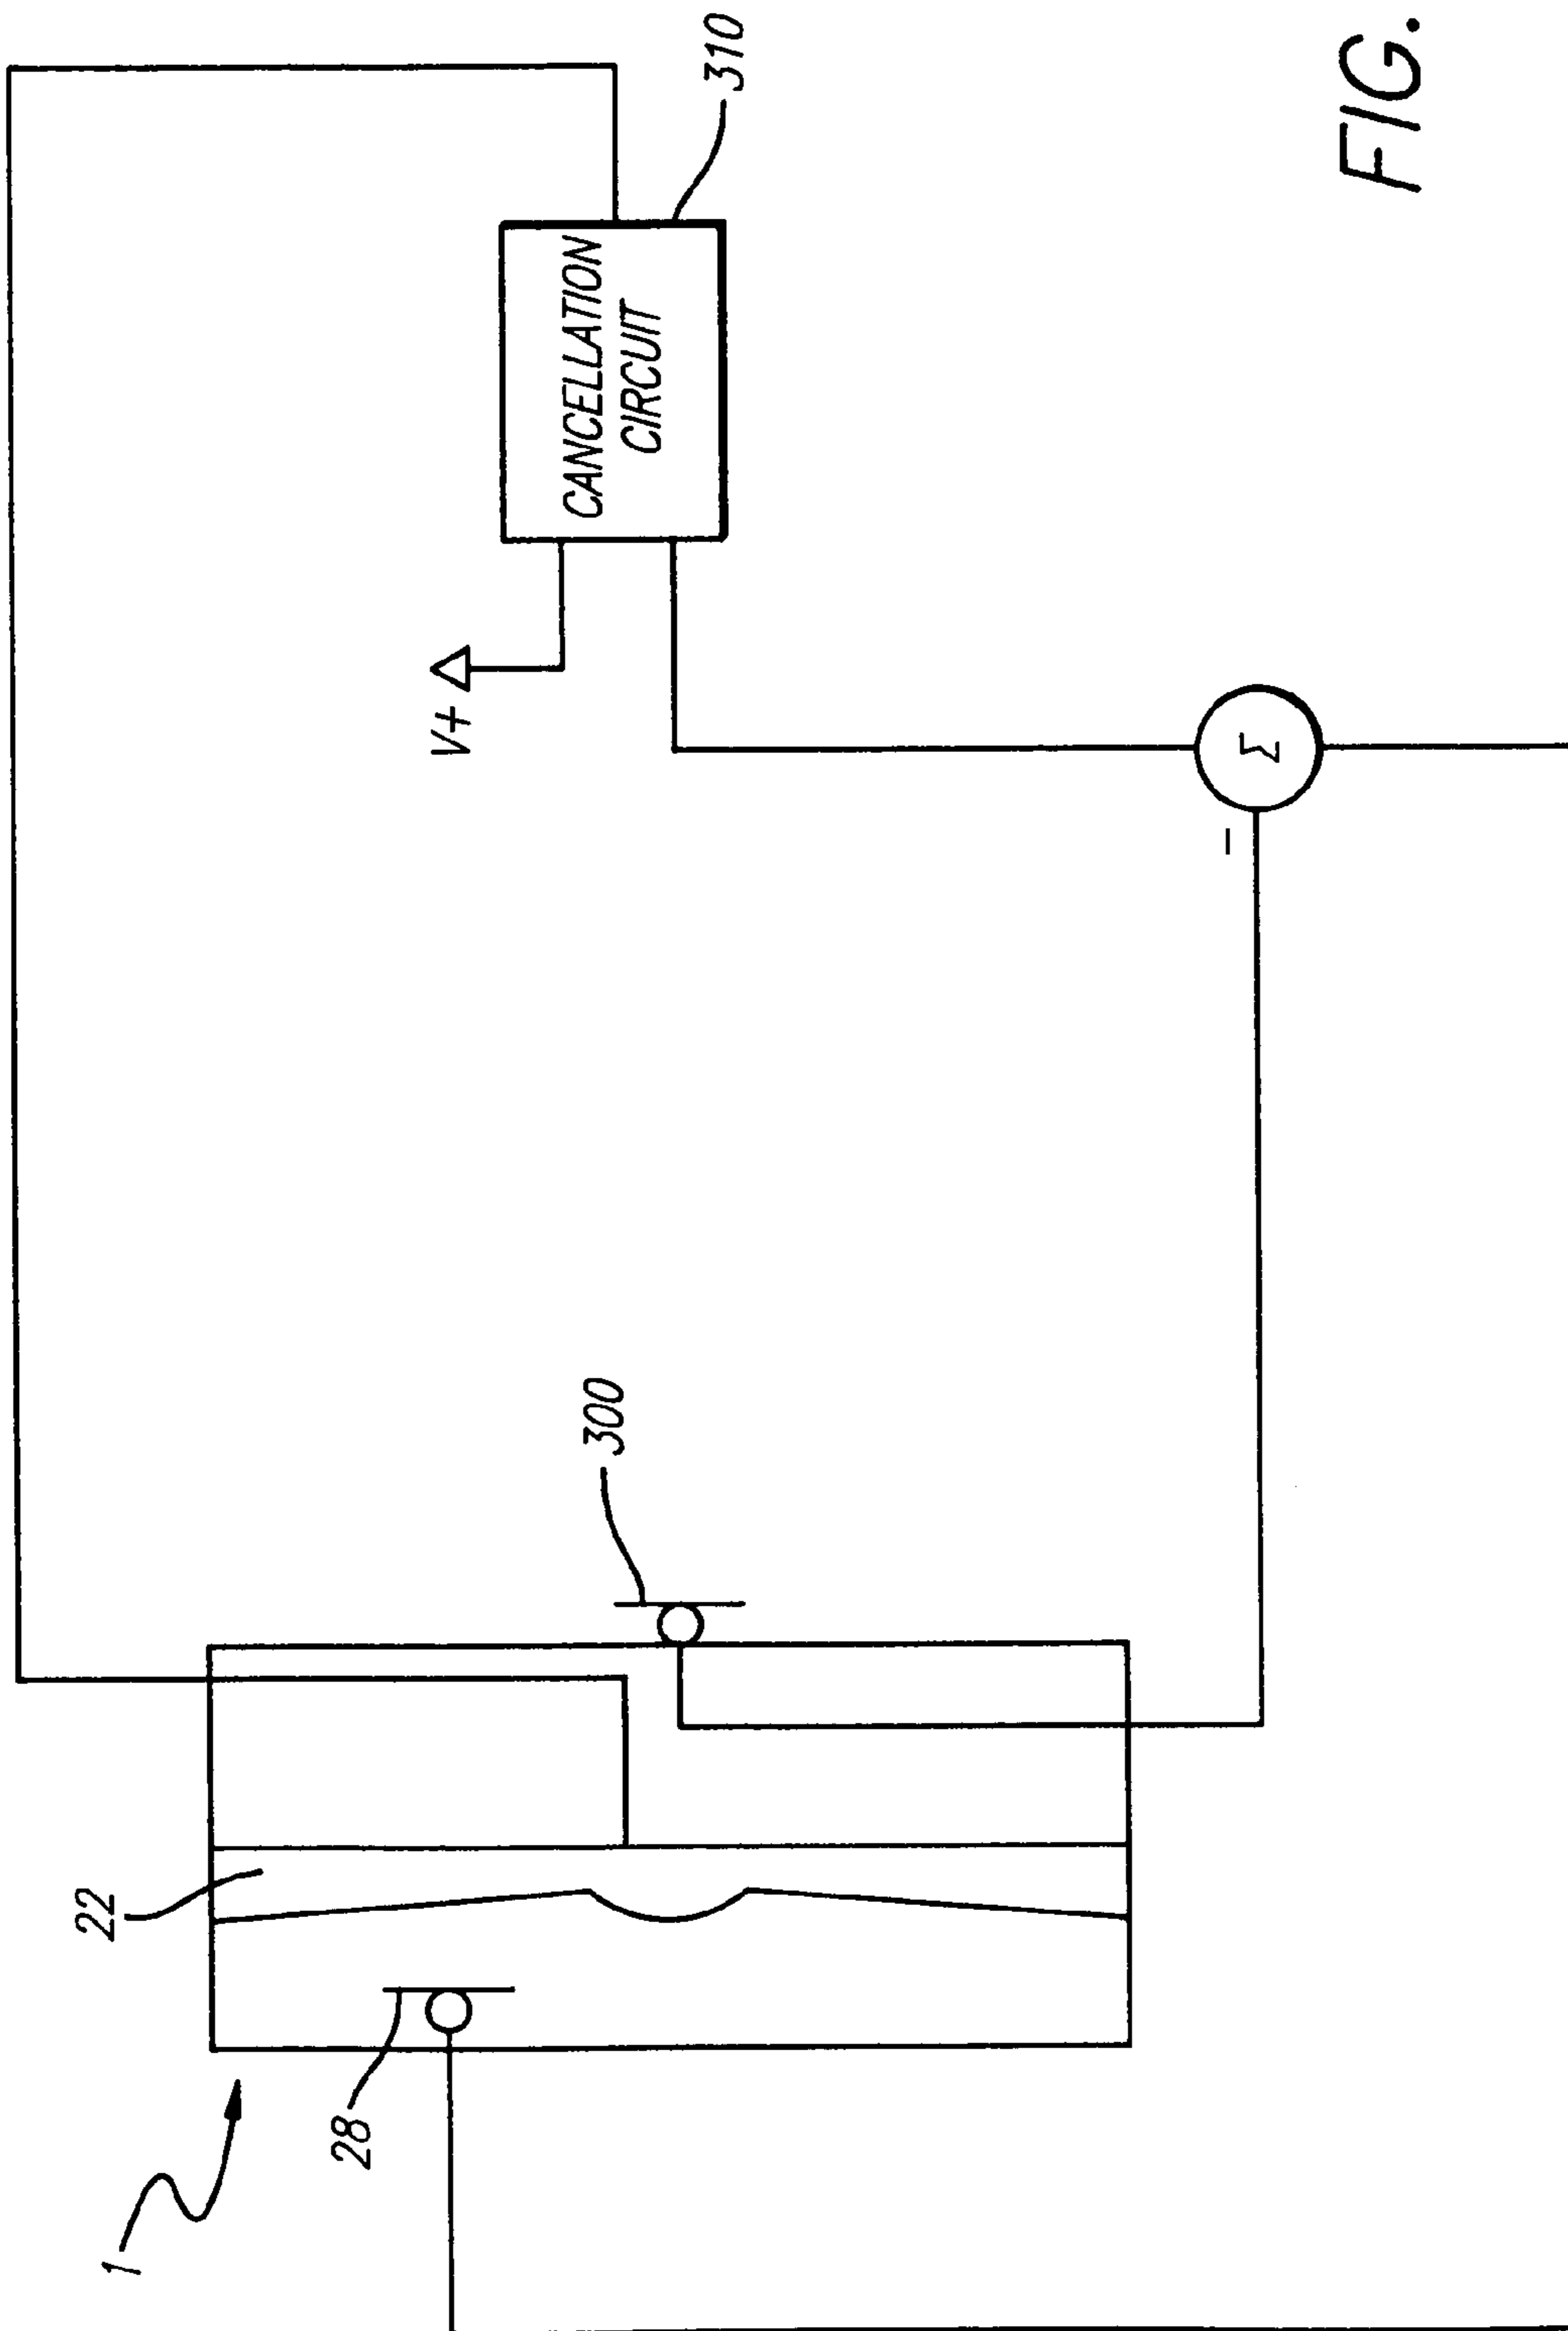 310
CANCELLATION
CIRCUIT
V+
Σ
–
300
22
28
1
FIG.